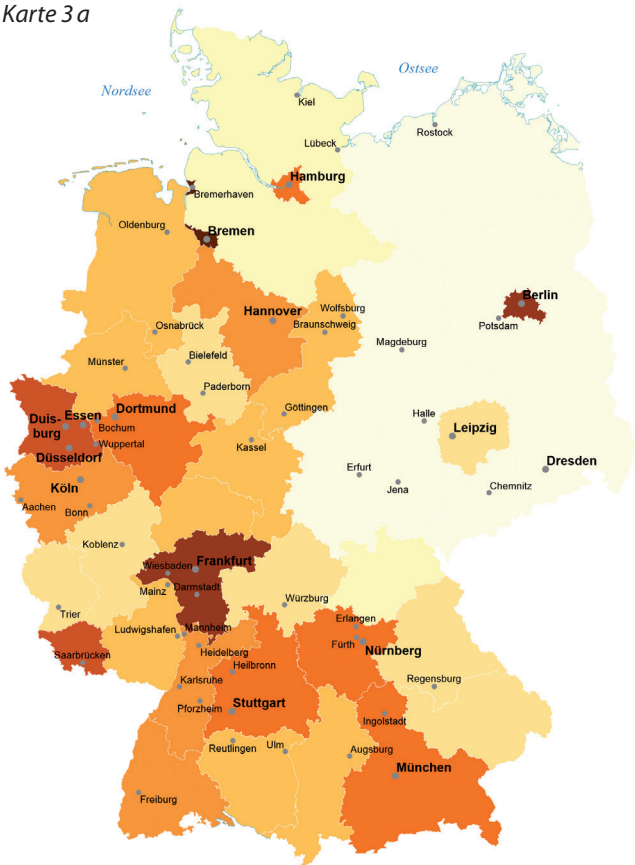 Karte 3 a
Ostsee
Nordsee
Kiel
Rostock
Lübeck
Hamburg
Bremerhaven
Oldenburg
Bremen
Berlin
Wolfsburg
Hannover
Potsdam
Braunschweig
Osnabrück
Magdeburg
Bielefeld
Münster
Paderborn
Göttingen
Dortmund
Essen
Duis-
burg
Bochum
Halle
Leipzig
Wuppertal
Kassel
Düsseldorf
Dresden
Erfurt
Köln
Jena
Chemnitz
Aachen
Bonn
Koblenz
Frankfurt
Wiesbaden
Darmstadt
Mainz
Würzburg
Trier
Erlangen
Ludwigshafen
Mannheim
Fürth
Nürnberg
Heidelberg
Saarbrücken
Heilbronn
Karlsruhe
Regensburg
Pforzheim
Stuttgart
Ingolstadt
Reutlingen
Ulm
Augsburg
München
Freiburg